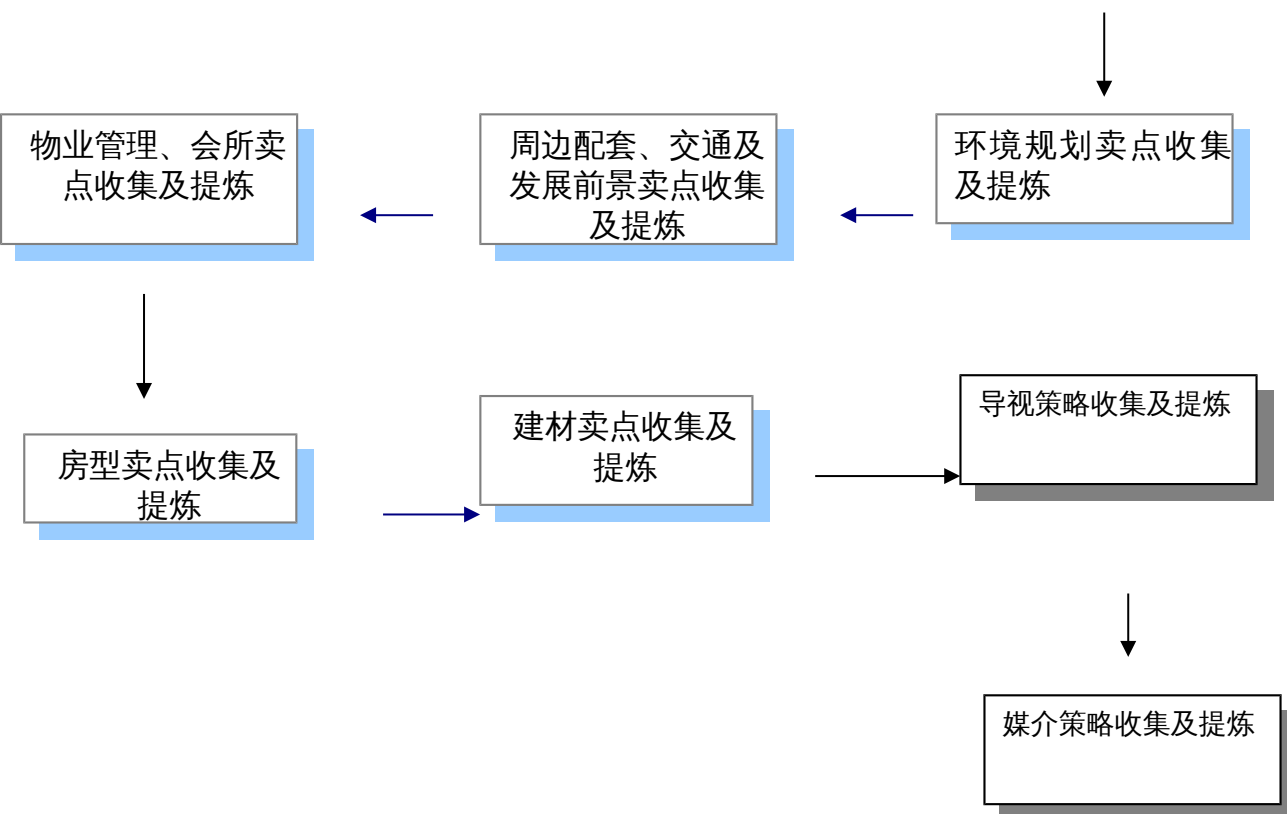 物业管理、会所卖
点收集及提炼
周边配套、交通及
发展前景卖点收集
及提炼
环境规划卖点收集
及提炼
房型卖点收集及
提炼
建材卖点收集及
提炼
导视策略收集及提炼
媒介策略收集及提炼